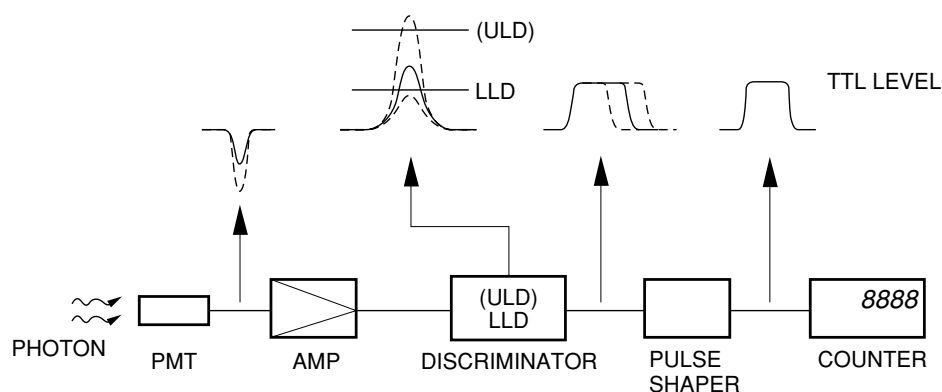 (ULD)
LLD
TTL LEVEL
(ULD)
LLD
8888
PHOTON
PMT
AMP
DISCRIMINATOR
PULSE
SHAPER
COUNTER